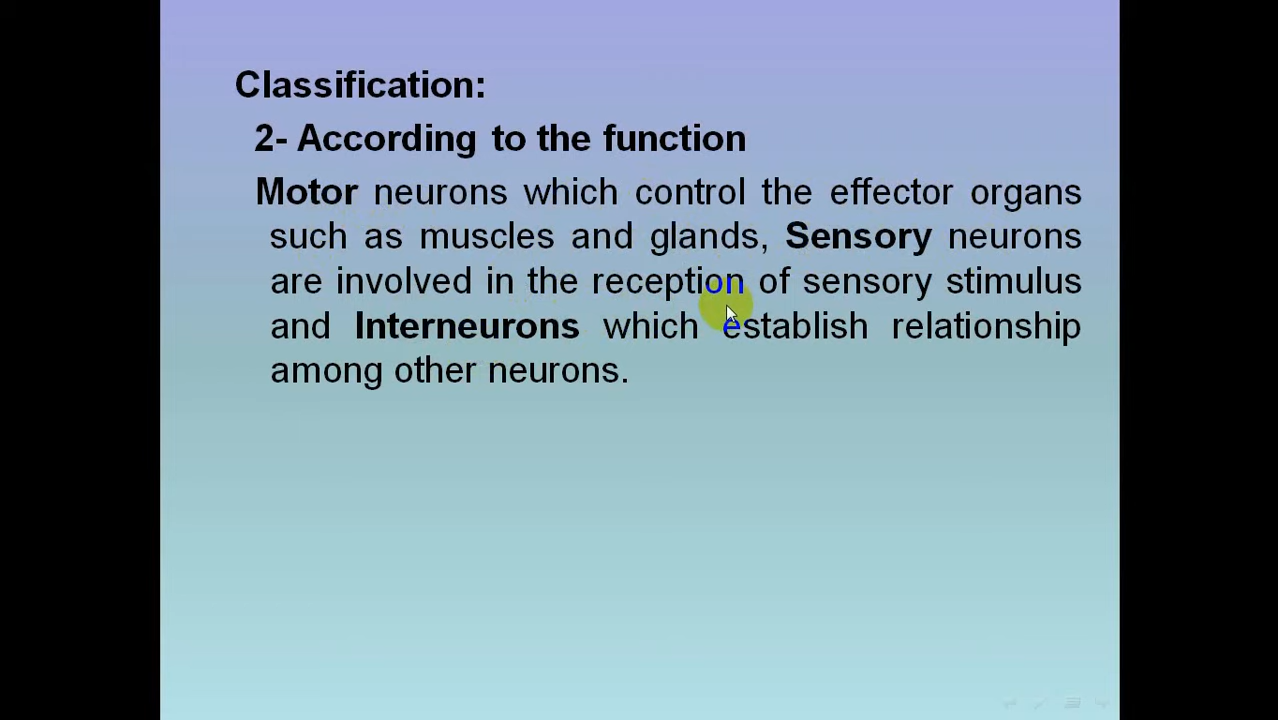 Classification:
2- According to the function
Motor neurons which control the effector organs
such as muscles and glands, Sensory neurons
are involved in the reception of sensory stimulus
and Interneurons which establish relationship
among other neurons.